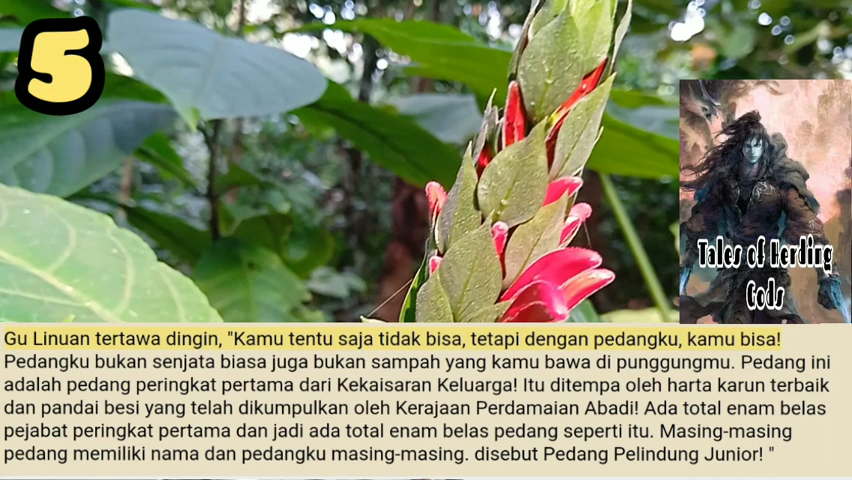 5
Tales of Herding
Gods
Gu Linuan tertawa dingin, "Kamu tentu saja tidak bisa, tetapi dengan pedangku, kamu bisa!
Pedangku bukan senjata biasa juga bukan sampah yang kamu bawa di punggungmu. Pedang ini
adalah pedang peringkat pertama dari Kekaisaran Keluarga! Itu ditempa oleh harta karun terbaik
dan pandai besi yang telah dikumpulkan oleh Kerajaan Perdamaian Abadi! Ada total enam belas
pejabat peringkat pertama dan jadi ada total enam belas pedang seperti itu. Masing-masing
pedang memiliki nama dan pedangku masing-masing. disebut Pedang Pelindung Junior! "